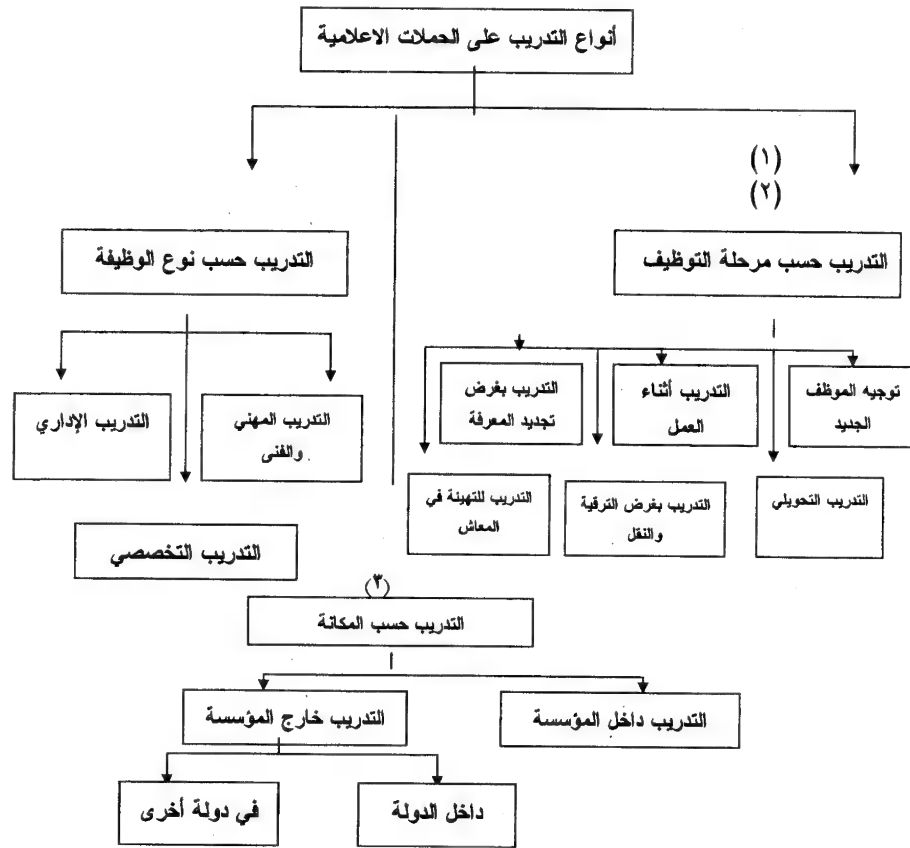 أنواع التدريب على الحملات الاعلامية
(١)
(٢)
التدريب حسب مرحلة التوظيف
التدريب حسب نوع الوظيفة
توجيه الموظف
الجديد
التدريب أثناء
العمل
التدريب بغرض
تجديد المعرفة
التدريب المهني
والفنى
التدريب الإداري
التدريب التحويلي
التدريب بغرض الترقية
والنقل
التدريب للتهيئة في
المعاش
التدريب التخصصي
(٣)
التدريب حسب المكانة
التدريب داخل المؤسسة
التدريب خارج المؤسسة
داخل الدولة
في دولة أخرى